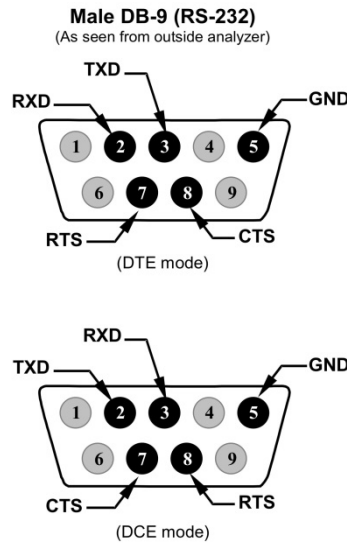 Male DB-9 (RS-232)
(As seen from outside analyzer)
TXD
RXD
GND
1 2 3 4 5
6 7 8 9
RTS
CTS
(DTE mode)
RXD
TXD
GND
1 2 3 4 5
6 7 8 9
CTS
RTS
(DCE mode)